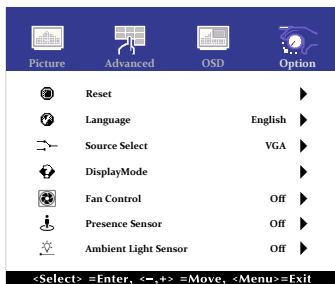 Picture Advanced OSD Option
Reset
Language English
Source Select VGA
DisplayMode
Fan Control Off
Presence Sensor Off
Ambient Light Sensor Off
<Select> =Enter, <−,+> =Move, <Menu>=Exit